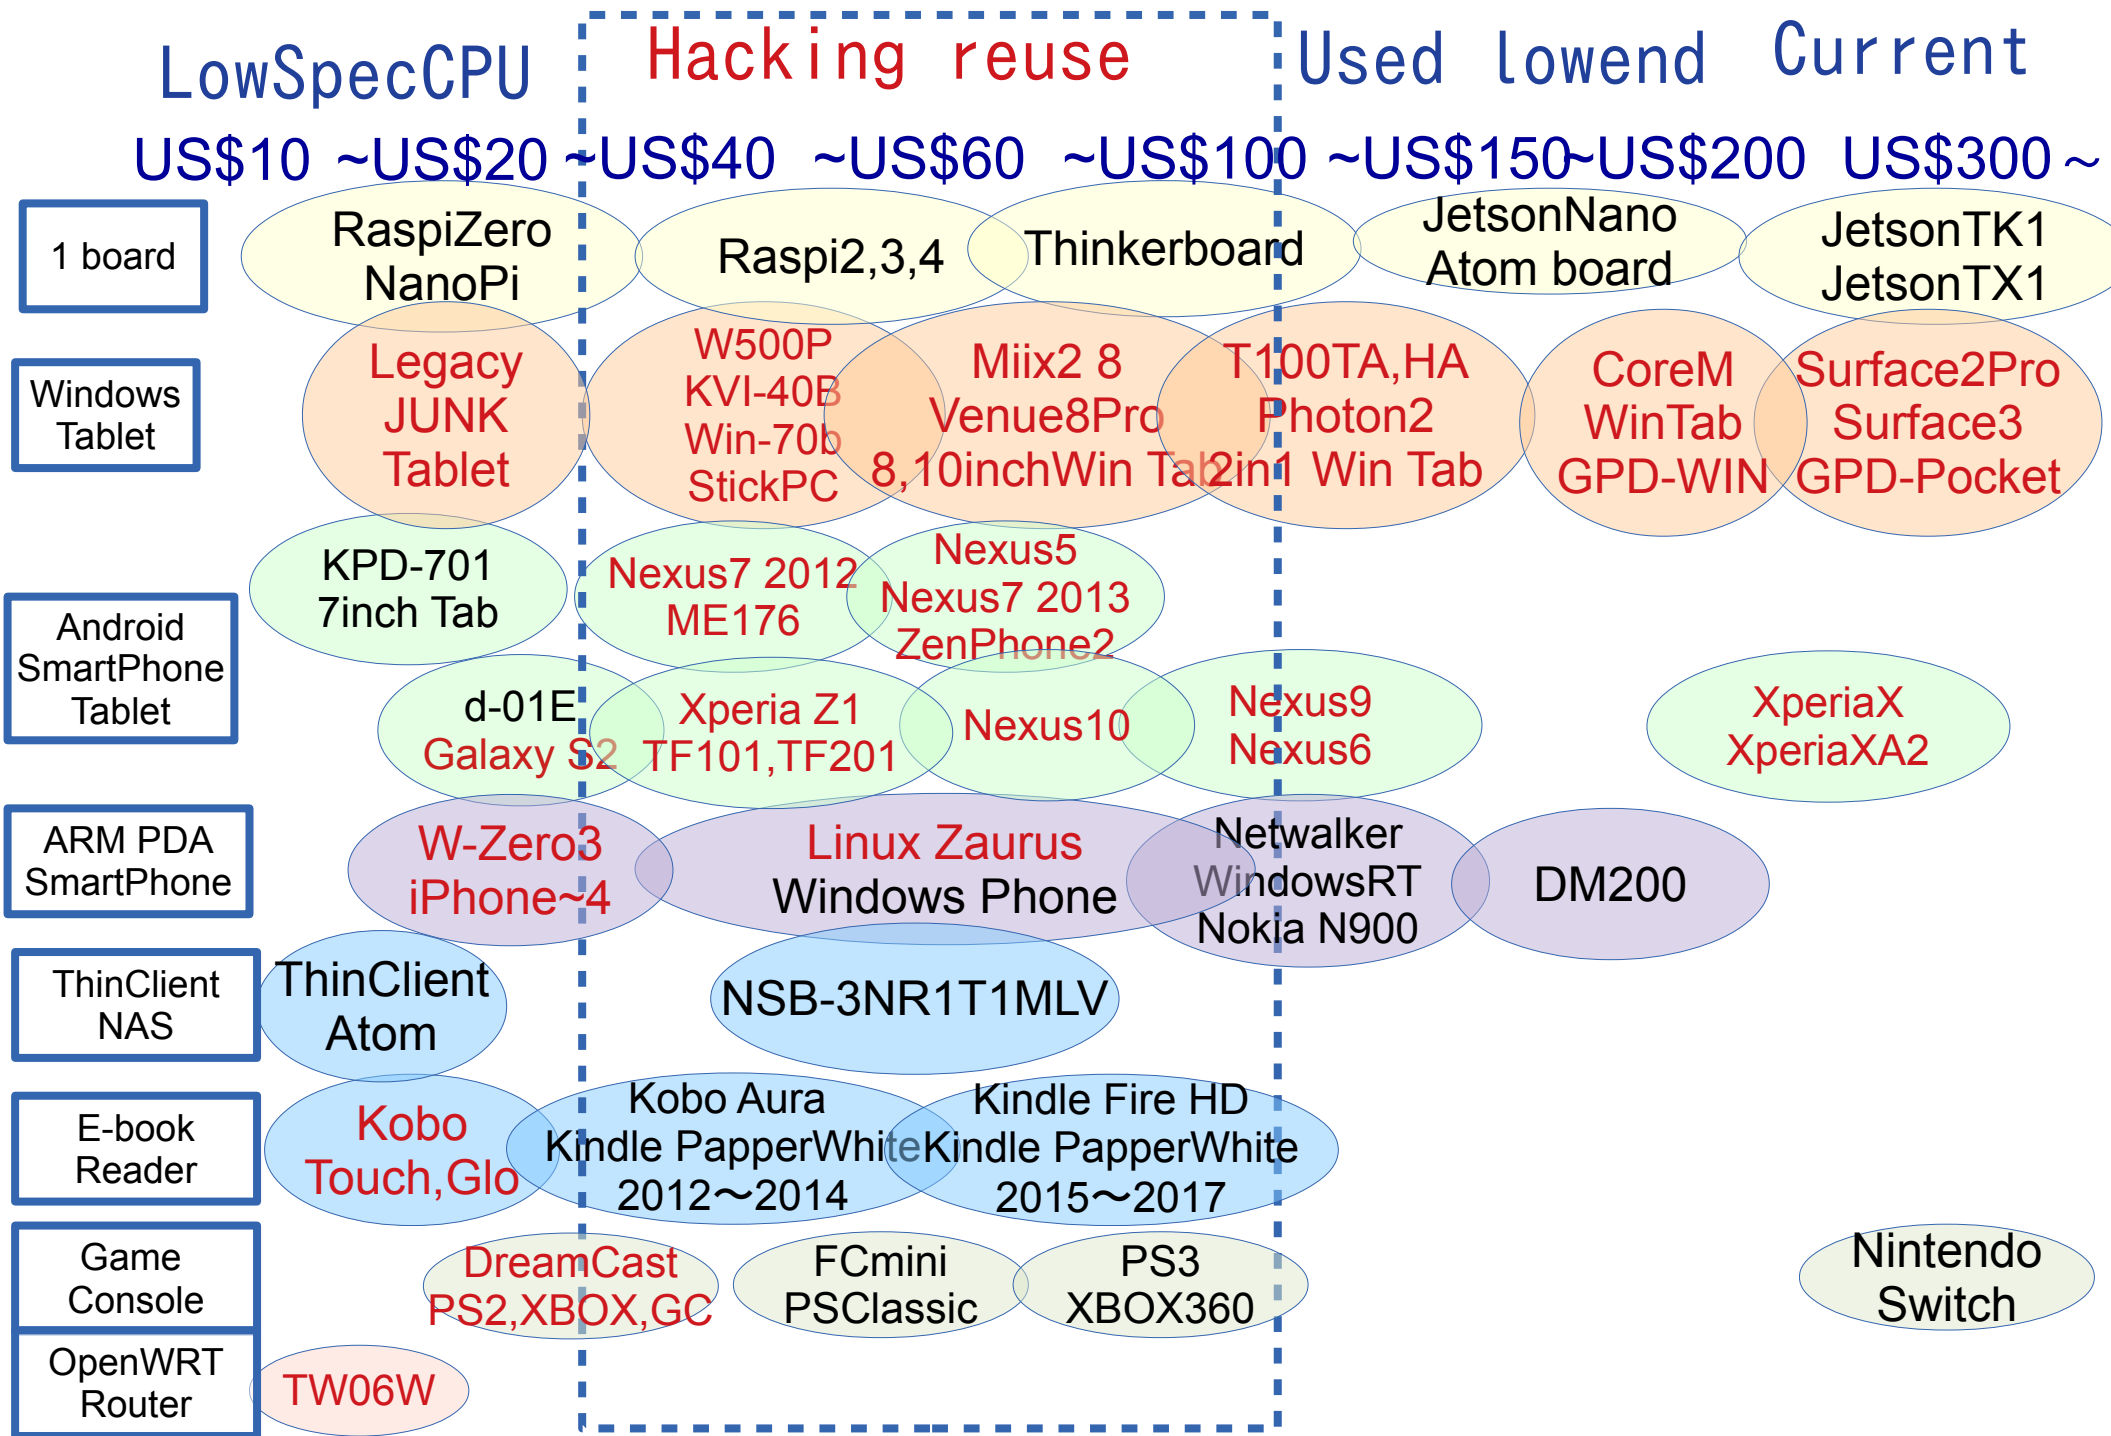 LowSpecCPU
Hacking reuse
Used lowend
Current
US$10
~US$20
~US$40
~US$60
~US$100
~US$150
~US$200
US$300～
1 board
RaspiZero
NanoPi
Raspi2,3,4
Thinkerboard
JetsonNano
Atom board
JetsonTK1
JetsonTX1
Windows
Tablet
Legacy
JUNK
Tablet
W500P
KVI-40B
Win-70b
StickPC
Miix2 8
Venue8Pro
8,10inchWin Tab
T100TA,HA
Photon2
2in1 Win Tab
CoreM
WinTab
GPD-WIN
Surface2Pro
Surface3
GPD-Pocket
Android
SmartPhone
Tablet
KPD-701
7inch Tab
Nexus7 2012
ME176
Nexus5
Nexus7 2013
ZenPhone2
d-01E
Galaxy S2
Xperia Z1
TF101,TF201
Nexus10
Nexus9
Nexus6
XperiaX
XperiaXA2
ARM PDA
SmartPhone
W-Zero3
iPhone~4
Linux Zaurus
Windows Phone
Netwalker
WindowsRT
Nokia N900
DM200
ThinClient
NAS
ThinClient
Atom
NSB-3NR1T1MLV
E-book
Reader
Kobo
Touch,Glo
Kobo Aura
Kindle PapperWhite
2012～2014
Kindle Fire HD
Kindle PapperWhite
2015～2017
Game
Console
DreamCast
PS2,XBOX,GC
FCmini
PSClassic
PS3
XBOX360
Nintendo
Switch
OpenWRT
Router
TW06W